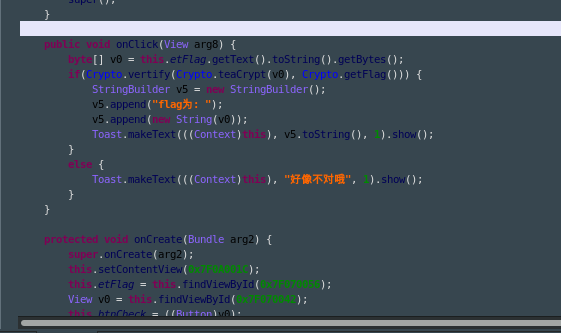 super();
}
public void onClick(View arg8) {
byte[] v0 = this.etFlag.getText().toString().getBytes();
if(Crypto.vertify(Crypto.teaCrypt(v0), Crypto.getFlag())) {
StringBuilder v5 = new StringBuilder();
v5.append("flag为: ");
v5.append(new String(v0));
Toast.makeText(((Context)this), v5.toString(), 1).show();
}
else {
Toast.makeText(((Context)this), "好像不对哦", 1).show();
}
}
protected void onCreate(Bundle arg2) {
super.onCreate(arg2);
this.setContentView(0x7F0A001C);
this.etFlag = this.findViewById(0x7F070056);
View v0 = this.findViewById(0x7F070042);
this.btnCheck = ((Button)v0);